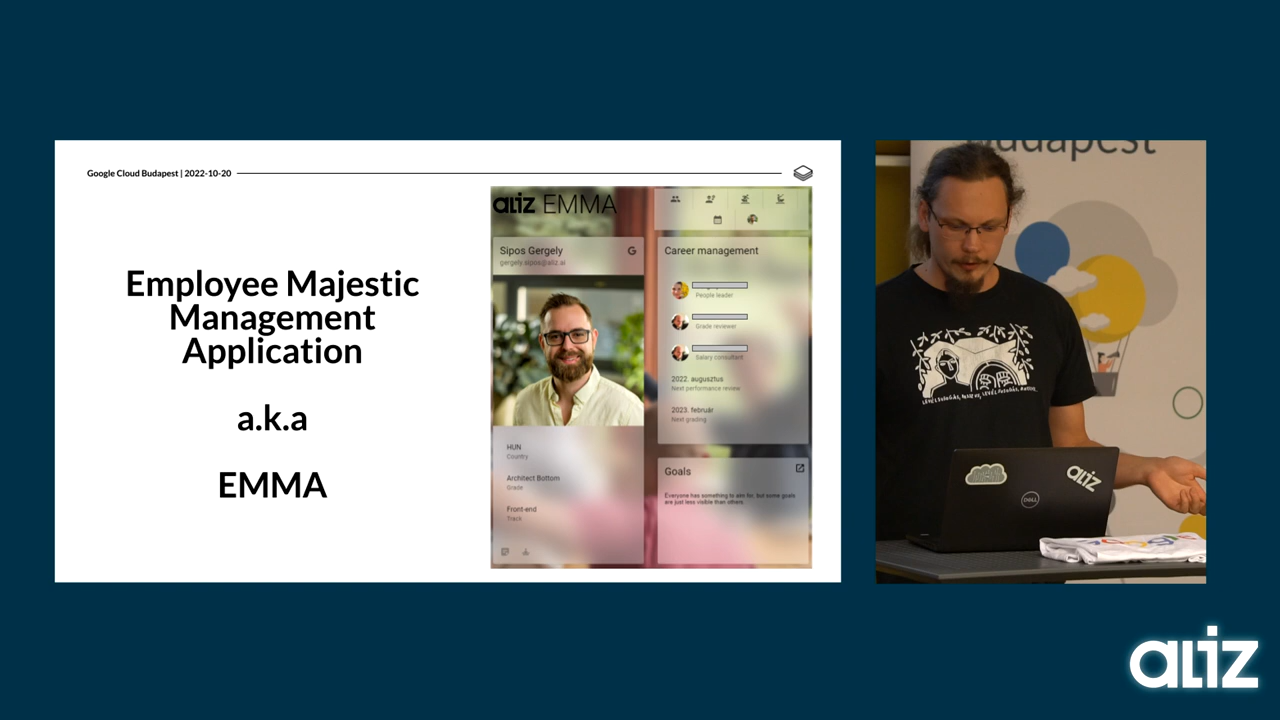 Google Cloud Budapest | 2022-10-20
Employee Majestic
Management
Application
a.k.a
EMMA
aliz EMMA
Sipos Gergely
gergely.sipos@aliz.ai
G
HUN
Country
Architect Bottom
Grade
Front-end
Track
Career management
People leader
Grade reviewer
Salary consultant
2022. augusztus
Next performance review
2023. február
Next grading
Goals
Everyone has something to aim for, but some goals
are just less visible than others.
Budapest
aliz
DELL
Google
aliz